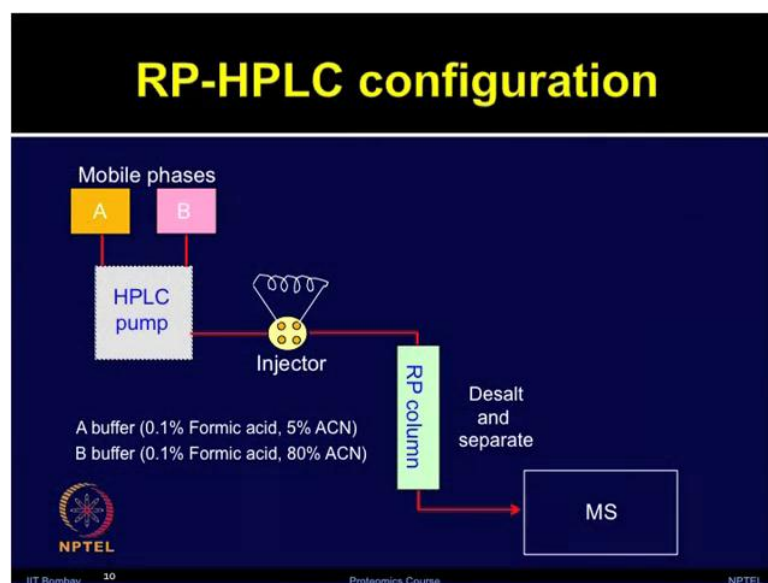 RP-HPLC configuration
Mobile phases
A
B
HPLC
pump
Injector
RP column
Desalt
and
separate
A buffer (0.1% Formic acid, 5% ACN)
B buffer (0.1% Formic acid, 80% ACN)
MS
NPTEL
IIT Bombay
10
Proteomics Course
NPTEL